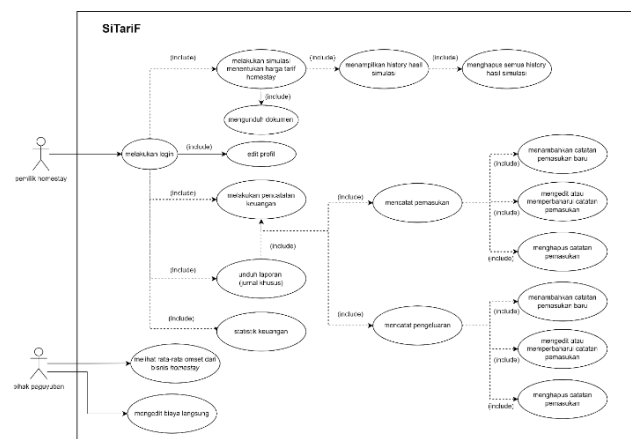 SiTariF
(include)
melakukan simulasi
menentukan harga tarif
homestay
(include)
menampilkan history hasil
simulasi
(include)
menghapus semua history
hasil simulasi
(include)
mengunduh dokumen
pemilik homestay
melakukan login
(include)
edit profil
(include)
melakukan pencatatan
keuangan
(include)
(include)
unduh laporan
(jurnal khusus)
(include)
statistik keuangan
(include)
mencatat pemasukan
(include)
menambahkan catatan
pemasukan baru
(include)
mengedit atau
memperbaharui catatan
pemasukan
(include)
menghapus catatan
pemasukan
(include)
mencatat pengeluaran
(include)
menambahkan catatan
pemasukan baru
(include)
mengedit atau
memperbaharui catatan
pemasukan
(include)
menghapus catatan
pemasukan
pihak paguyuban
melihat rata-rata omset dari
bisnis homestay
mengedit biaya langsung